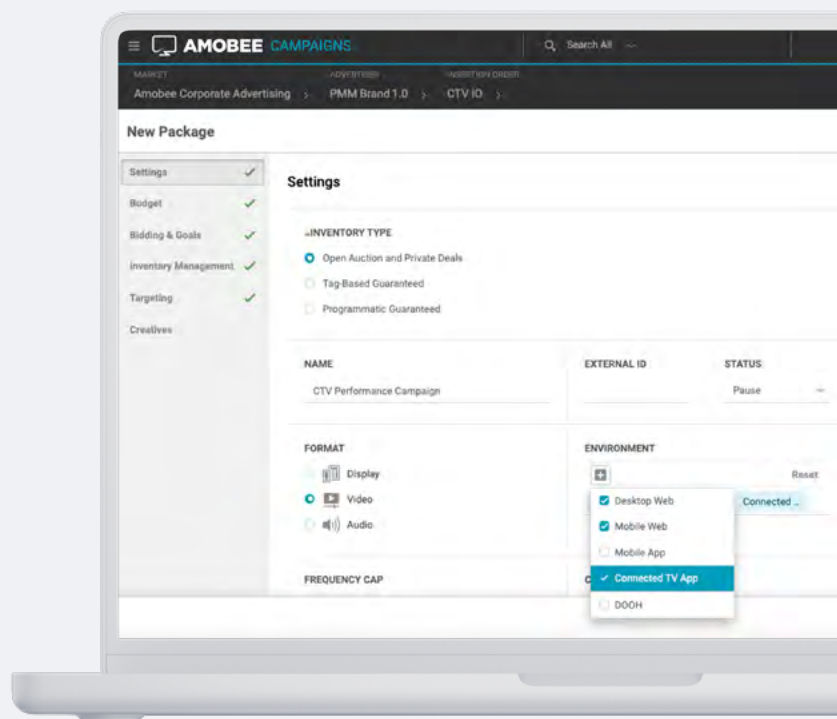 AMOBEE CAMPAIGNS
Search All
MARKET ADVERTISER INSERTION ORDER
Amobee Corporate Advertising > PMM Brand 1.0 > CTV IO >
New Package
Settings
Budget
Bidding & Goals
Inventory Management
Targeting
Creatives
Settings
INVENTORY TYPE
Open Auction and Private Deals
Tag-Based Guaranteed
Programmatic Guaranteed
NAME EXTERNAL ID STATUS
CTV Performance Campaign Pause
FORMAT ENVIRONMENT
Display Reset
Video Desktop Web Connected ...
Audio Mobile Web
Mobile App
Connected TV App
FREQUENCY CAP
DOOH